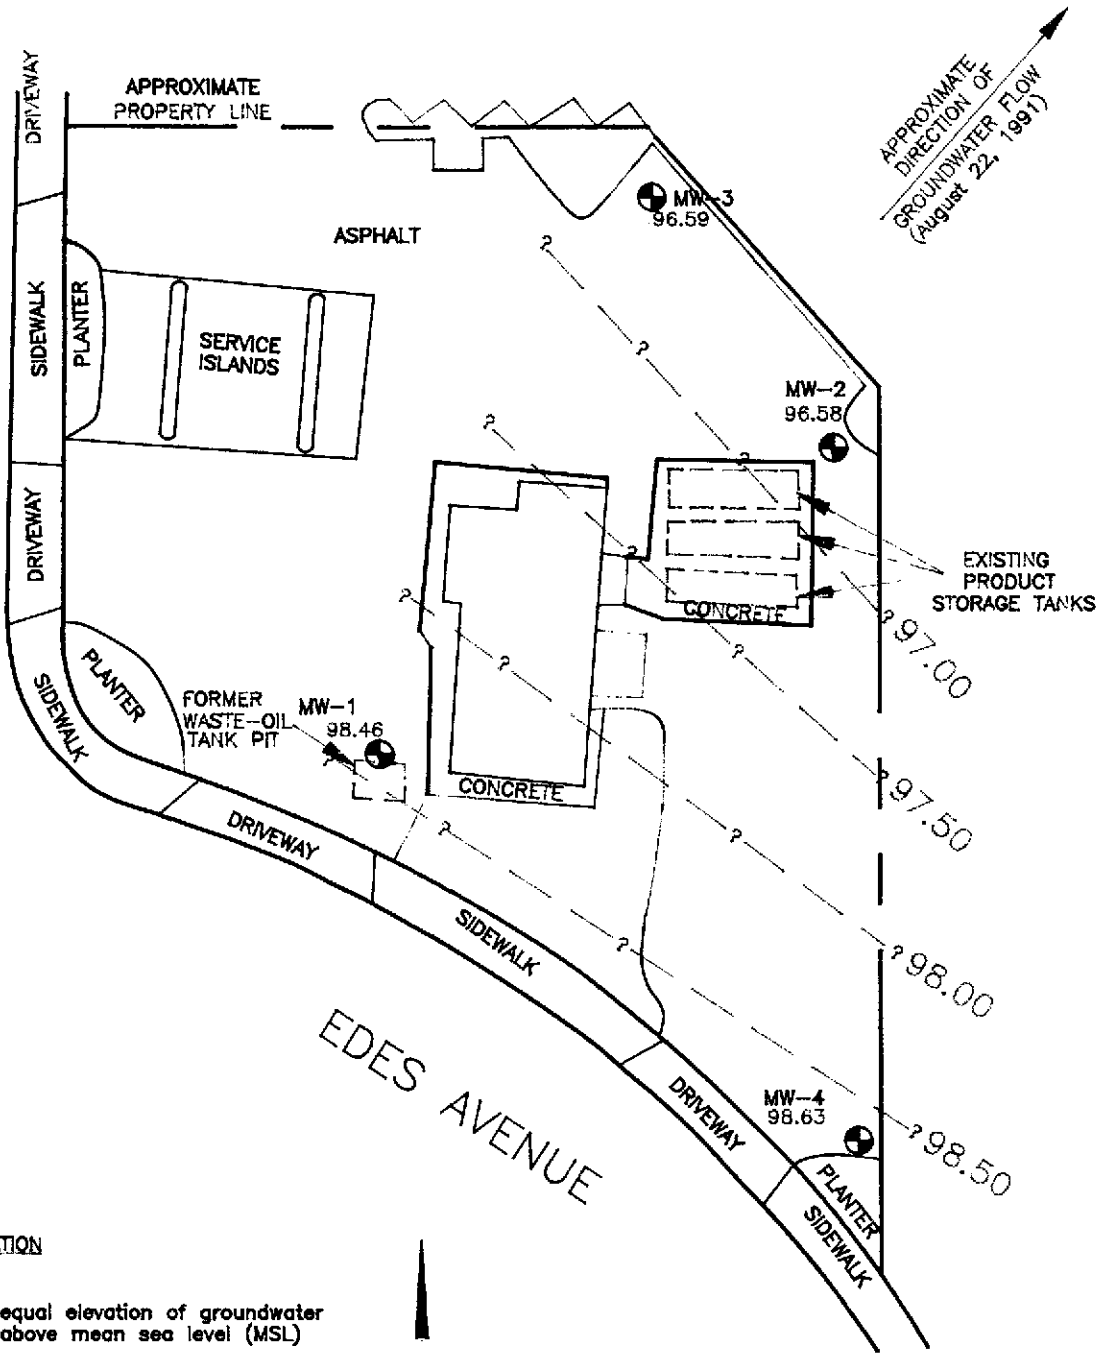 DRIVEWAY
APPROXIMATE
PROPERTY LINE
APPROXIMATE
DIRECTION OF
GROUNDWATER FLOW
(August 22, 1991)
MW-3
96.59
ASPHALT
?
SIDEWALK
PLANTER
SERVICE
ISLANDS
?
MW-2
96.58
?
?
DRIVEWAY
?
EXISTING
PRODUCT
STORAGE TANKS
?
CONCRETE
? 97.00
?
?
PLANTER
SIDEWALK
FORMER
WASTE-OIL
TANK PIT
MW-1
98.46
?
CONCRETE
? 97.50
DRIVEWAY
?
?
SIDEWALK
?
? 98.00
EDES AVENUE
DRIVEWAY
MW-4
98.63
? 98.50
PLANTER
SIDEWALK
TION
equal elevation of groundwater
above mean sea level (MSL)